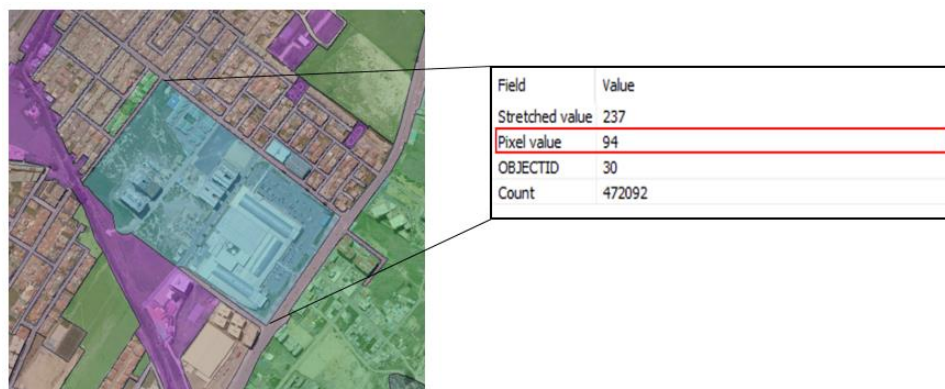 Field Value
Stretched value 237
Pixel value 94
OBJECTID 30
Count 472092